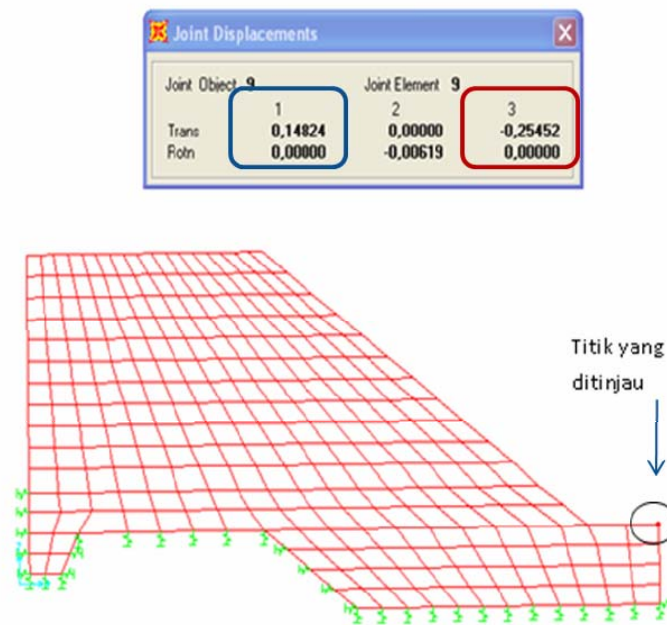 Joint Displacements
Joint Object 9 Joint Element 9
1 2 3
Trans 0,14824 0,00000 -0,25452
Rotn 0,00000 -0,00619 0,00000
Titik yang
ditinjau